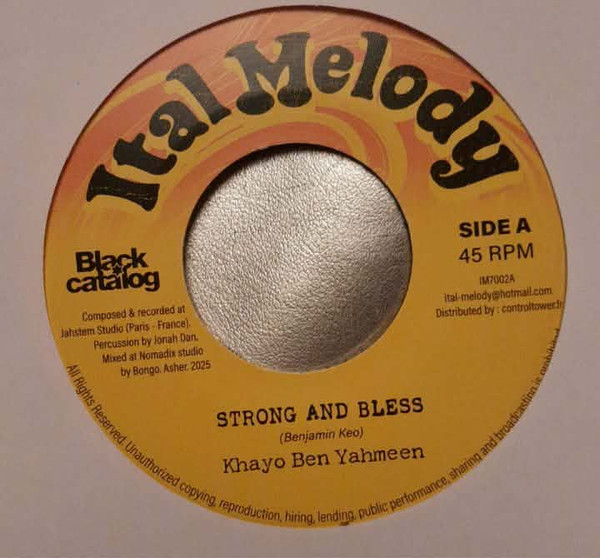 Ital Melody
Black
catalog
SIDE A
45 RPM
IM7002A
ital-melody@hotmail.com
Distributed by : controltower.fr
Composed & recorded at
Jahstem Studio (Paris - France).
Percussion by Jonah Dan.
Mixed at Nomadix studio
by Bongo. Asher. 2025
STRONG AND BLESS
(Benjamin Keo)
Khayo Ben Yahmeen
All Rights Reserved. Unauthorized copying, reproduction, hiring, lending, public performance, sharing and broadcasting is prohibited